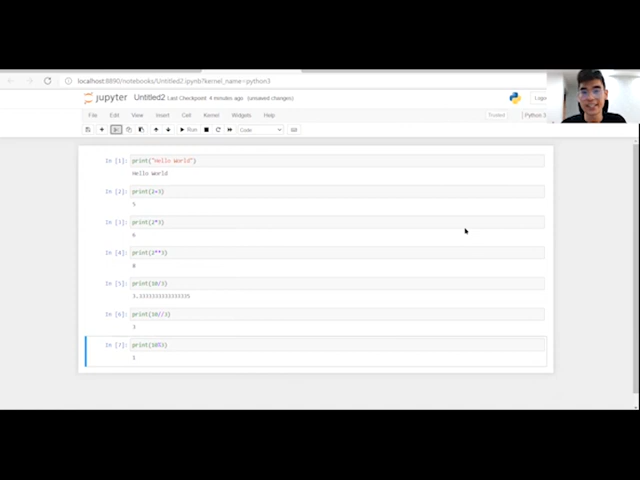 localhost:8890/notebooks/Untitled2.ipynb?kernel_name=python3
jupyter Untitled2 Last Checkpoint: 4 minutes ago (unsaved changes)
Logou
File Edit View Insert Cell Kernel Widgets Help
Trusted Python 3
Run Code
In [1]: print("Hello World")
Hello World
In [2]: print(2+3)
5
In [3]: print(2*3)
6
In [4]: print(2**3)
8
In [5]: print(10/3)
3.3333333333333335
In [6]: print(10//3)
3
In [7]: print(10%3)
1